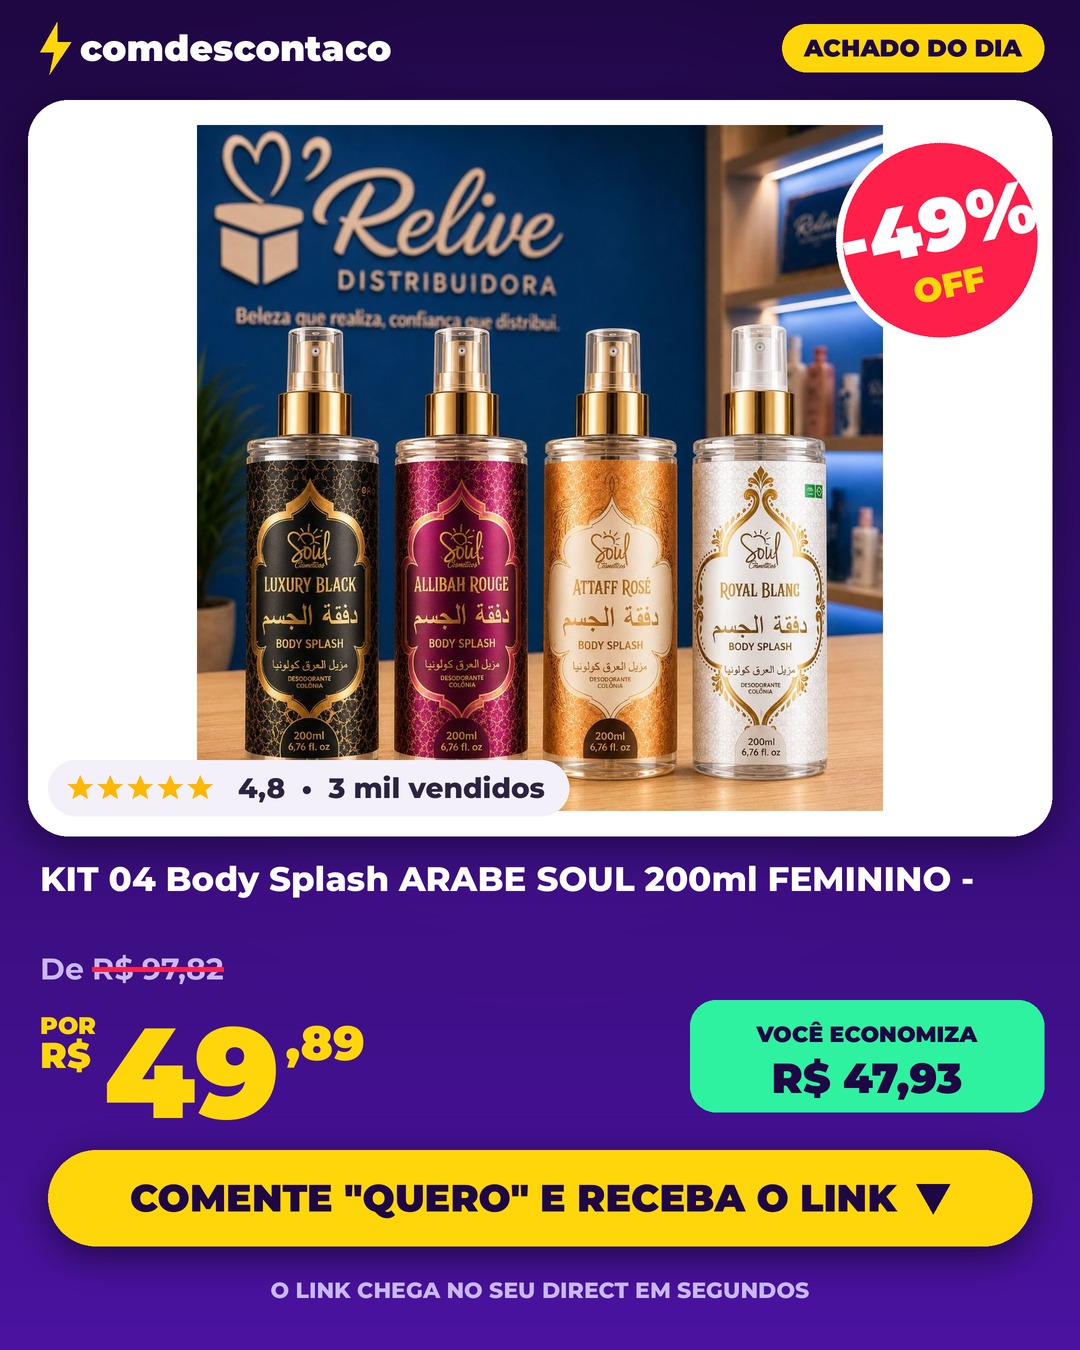 comdescontaco
ACHADO DO DIA
Relive
DISTRIBUIDORA
Beleza que realiza, confiança que distribui.
-49%
OFF
Soul
Cosméticos
LUXURY BLACK
دفقة الجسم
BODY SPLASH
مزيل العرق كولونيا
DESODORANTE
COLÔNIA
200ml
6,76 fl. oz
Soul
Cosméticos
ALLIBAH ROUGE
دفقة الجسم
BODY SPLASH
مزيل العرق كولونيا
DESODORANTE
COLÔNIA
200ml
6,76 fl. oz
Soul
Cosméticos
ATTAFF ROSÉ
دفقة الجسم
BODY SPLASH
مزيل العرق كولونيا
DESODORANTE
COLÔNIA
200ml
6,76 fl. oz
Soul
Cosméticos
ROYAL BLANC
دفقة الجسم
BODY SPLASH
مزيل العرق كولونيا
DESODORANTE
COLÔNIA
200ml
6,76 fl. oz
4,8 • 3 mil vendidos
KIT 04 Body Splash ARABE SOUL 200ml FEMININO -
De R$ 97,82
POR
R$ 49,89
VOCÊ ECONOMIZA
R$ 47,93
COMENTE "QUERO" E RECEBA O LINK ▼
O LINK CHEGA NO SEU DIRECT EM SEGUNDOS